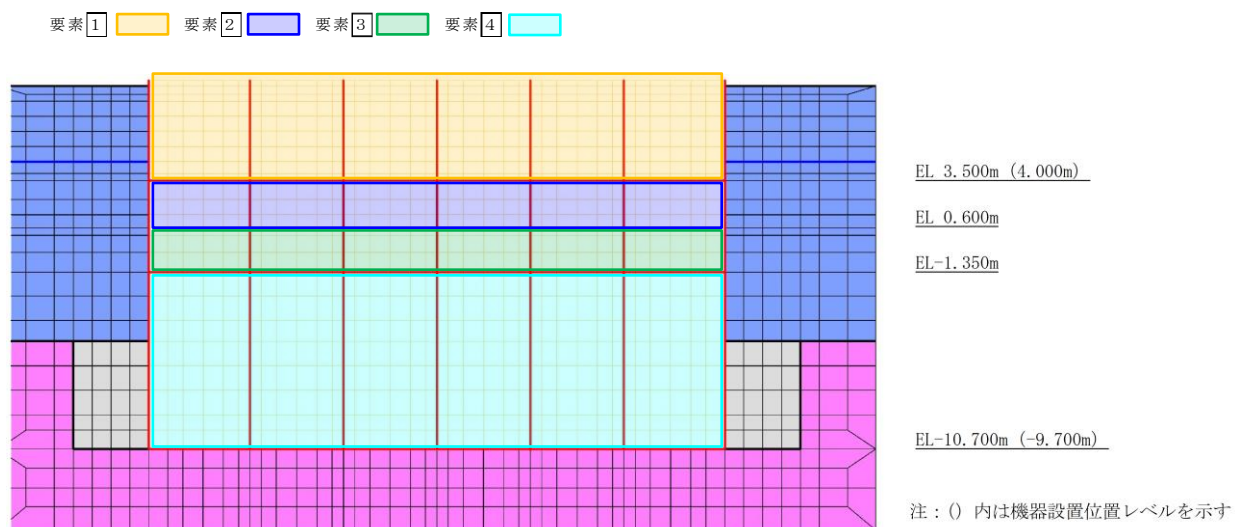 要素1 要素2 要素3 要素4
EL 3.500m (4.000m)
EL 0.600m
EL-1.350m
EL-10.700m (-9.700m)
注：() 内は機器設置位置レベルを示す